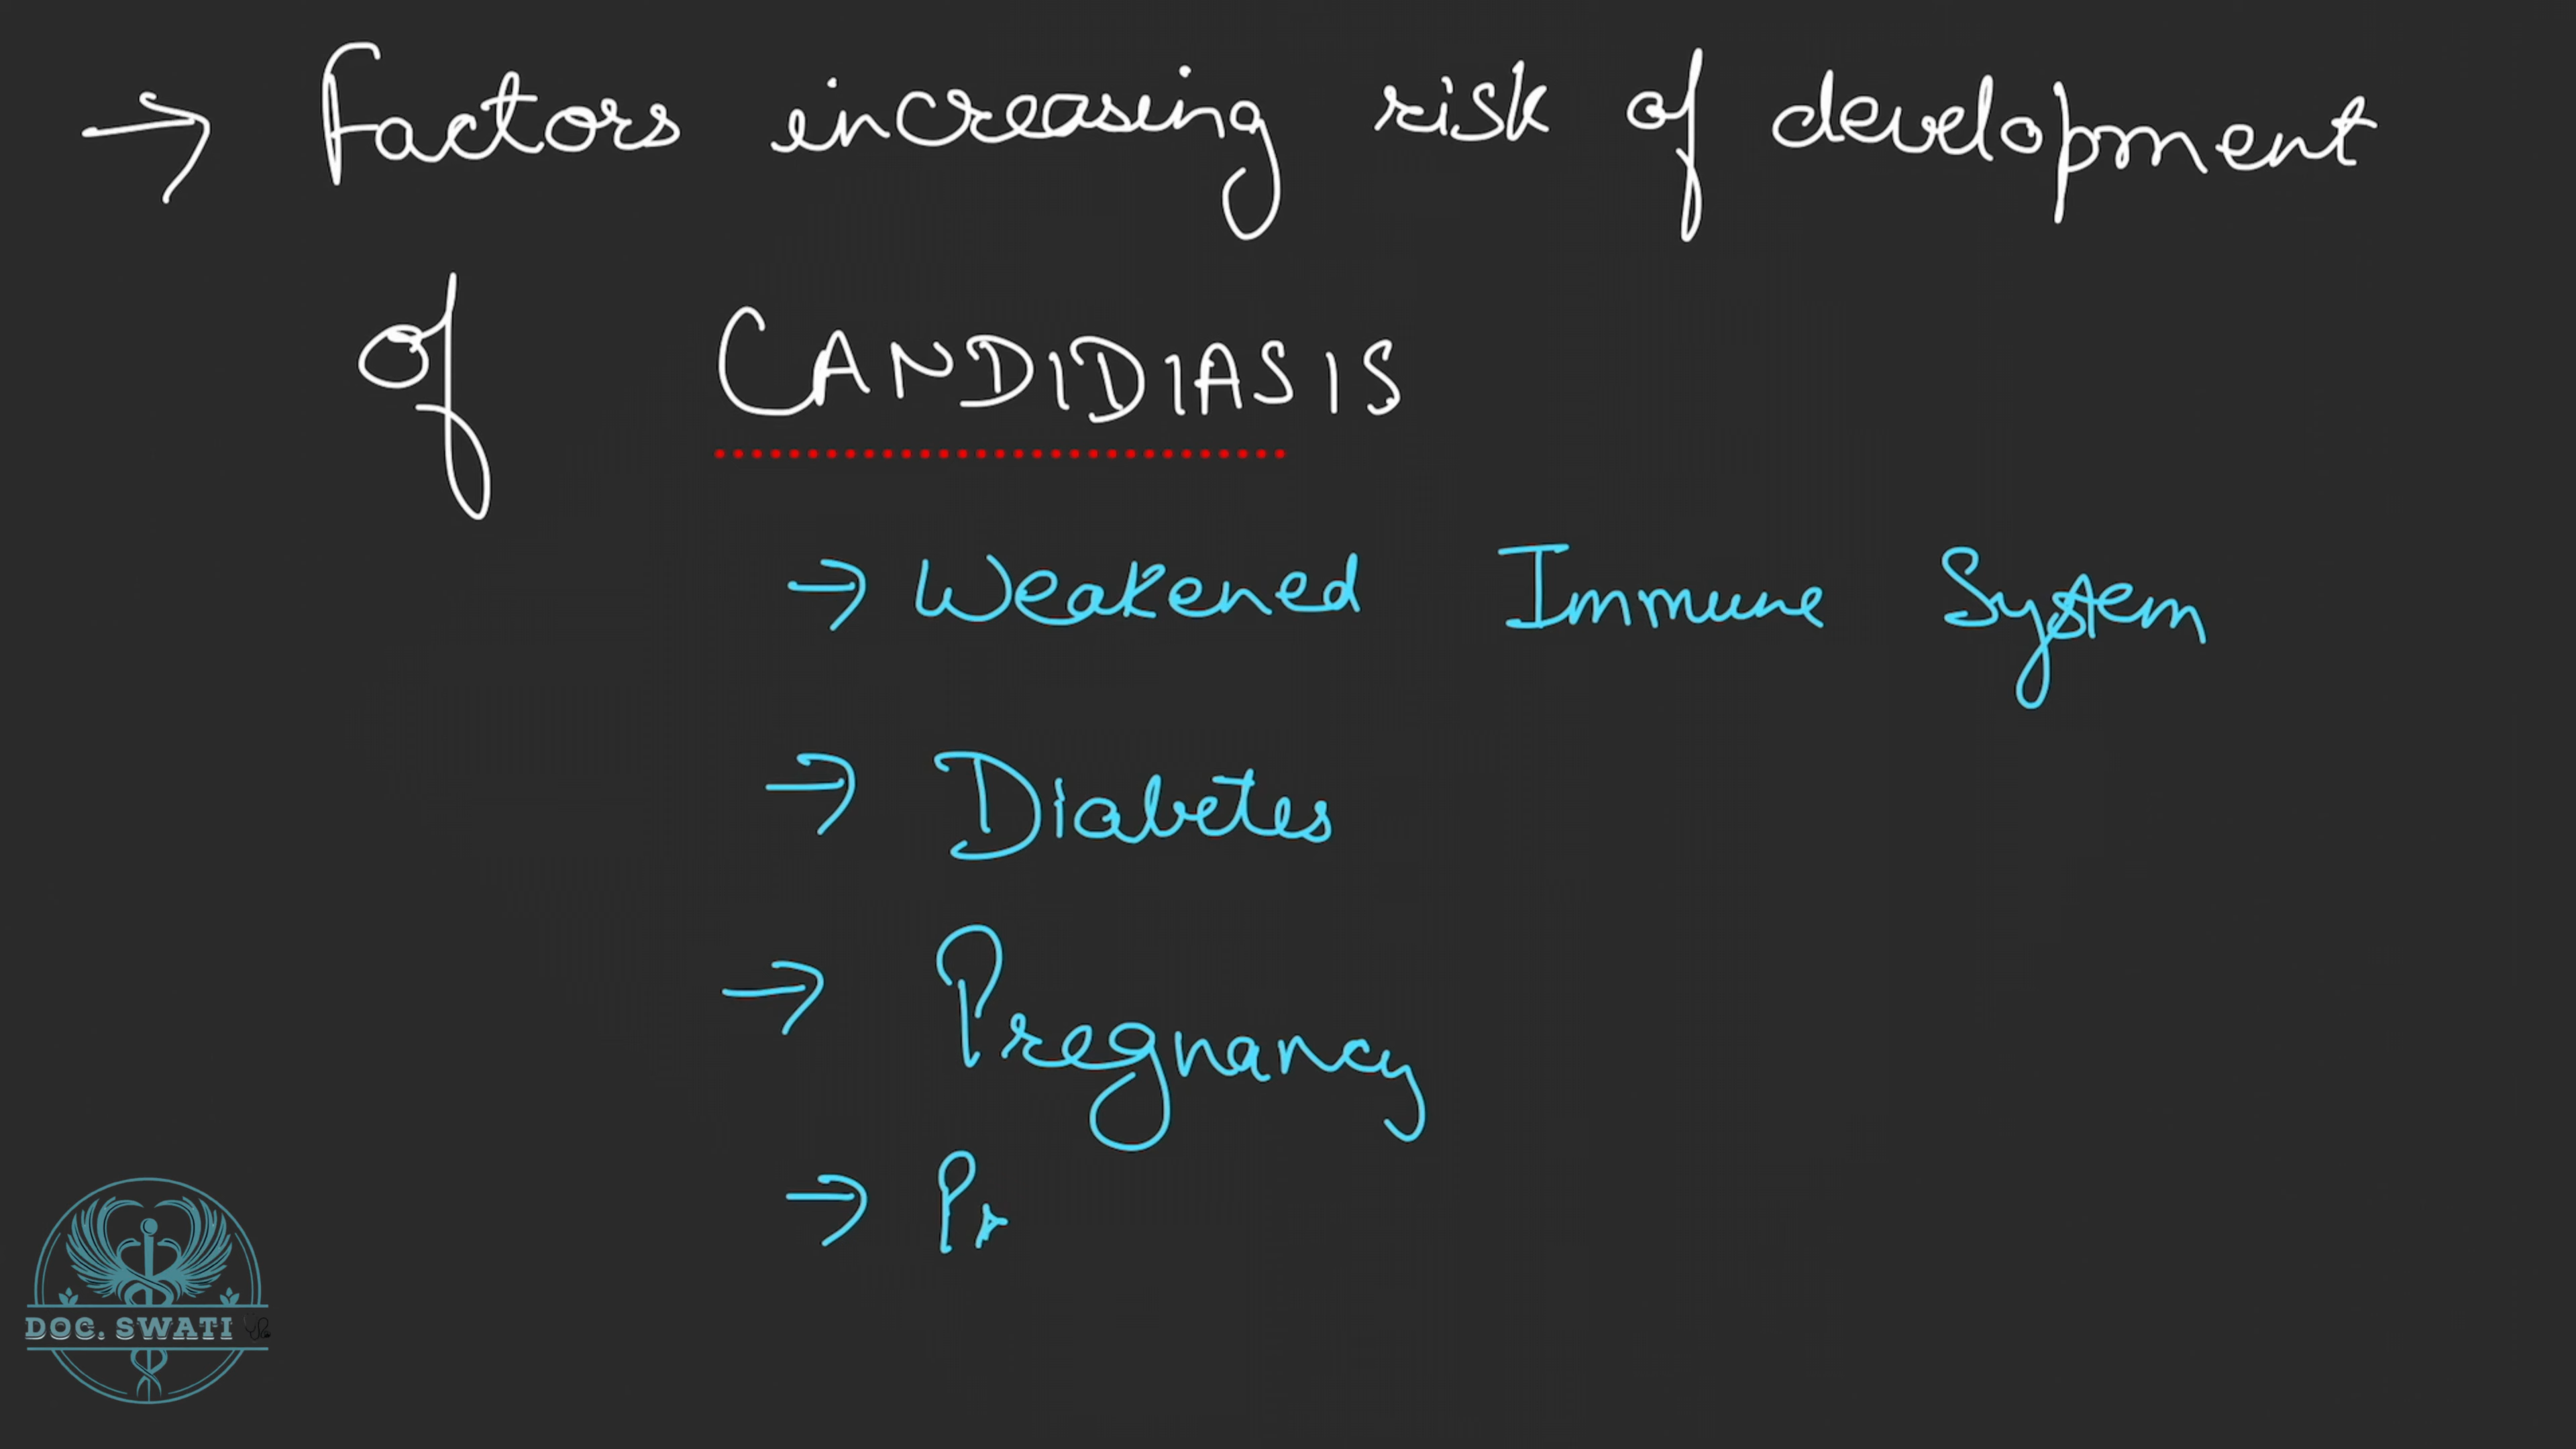 → Factors increasing risk of development
of CANDIDIASIS
→ Weakened Immune System
→ Diabetes
→ Pregnancy
→ Pr
DOC. SWATI